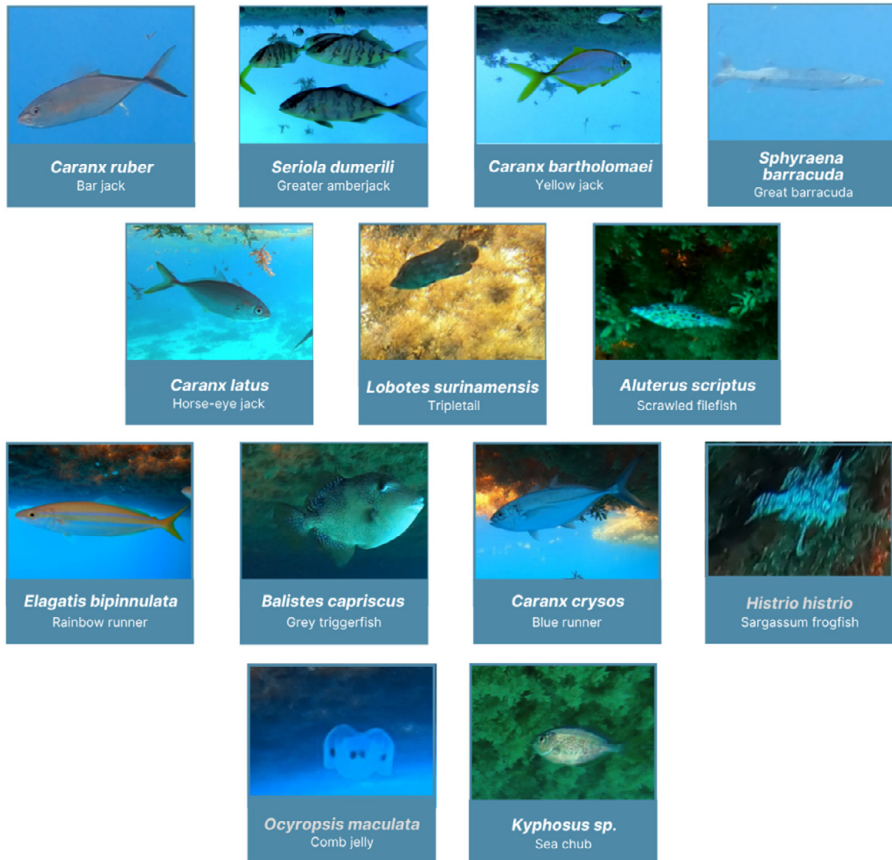 Caranx ruber
Bar jack
Seriola dumerili
Greater amberjack
Caranx bartholomaei
Yellow jack
Sphyraena
barracuda
Great barracuda
Caranx latus
Horse-eye jack
Lobotes surinamensis
Tripletail
Aluterus scriptus
Scrawled filefish
Elagatis bipinnulata
Rainbow runner
Balistes capriscus
Grey triggerfish
Caranx crysos
Blue runner
Histrio histrio
Sargassum frogfish
Ocyropsis maculata
Comb jelly
Kyphosus sp.
Sea chub